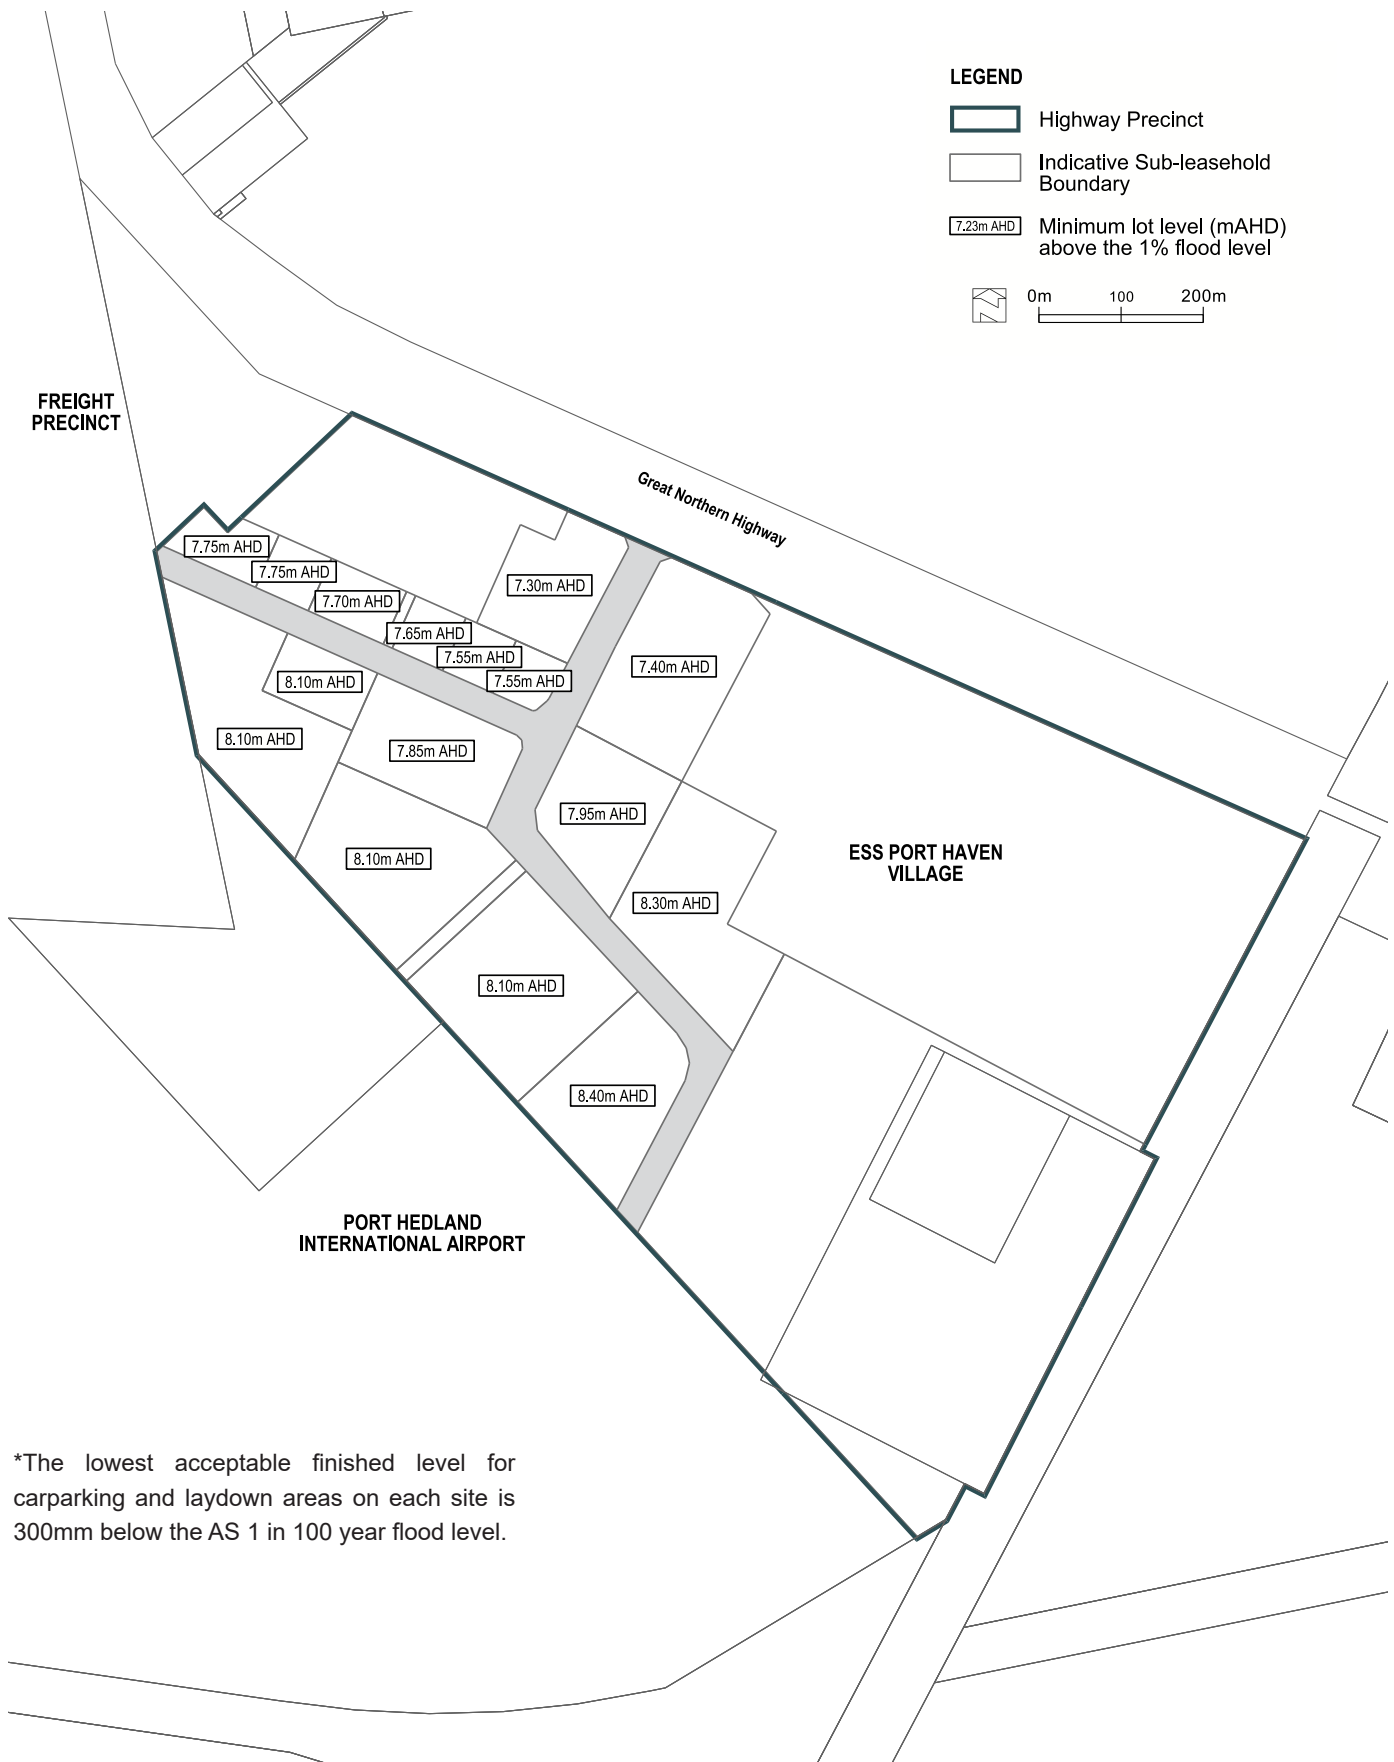 LEGEND
Highway Precinct
Indicative Sub-leasehold
Boundary
7.23m AHD
Minimum lot level (mAHD)
above the 1% flood level
0m 100 200m
FREIGHT
PRECINCT
Great Northern Highway
7.75m AHD
7.75m AHD
7.70m AHD
7.30m AHD
7.65m AHD
7.55m AHD
7.55m AHD
7.40m AHD
8.10m AHD
8.10m AHD
7.85m AHD
7.95m AHD
8.10m AHD
ESS PORT HAVEN
VILLAGE
8.30m AHD
8.10m AHD
8.40m AHD
PORT HEDLAND
INTERNATIONAL AIRPORT
*The lowest acceptable finished level for
carparking and laydown areas on each site is
300mm below the AS 1 in 100 year flood level.